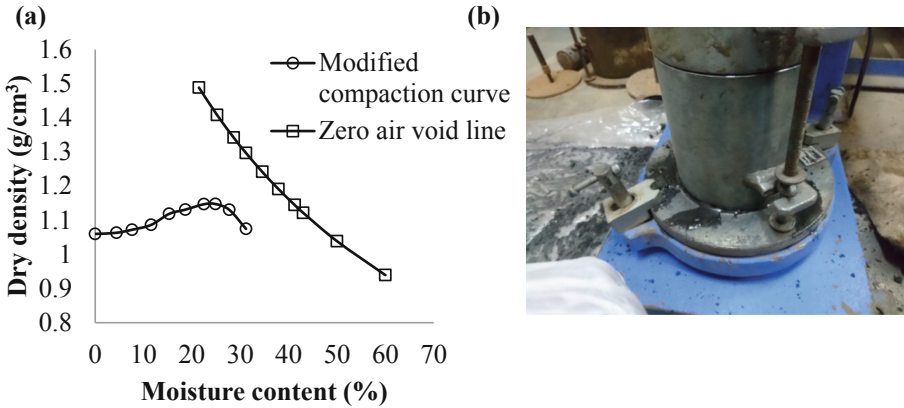 (a)
1.6
1.5
1.4
1.3
1.2
1.1
1
0.9
0.8
0 10 20 30 40 50 60 70
Dry density (g/cm³)
Moisture content (%)
Modified
compaction curve
Zero air void line
(b)